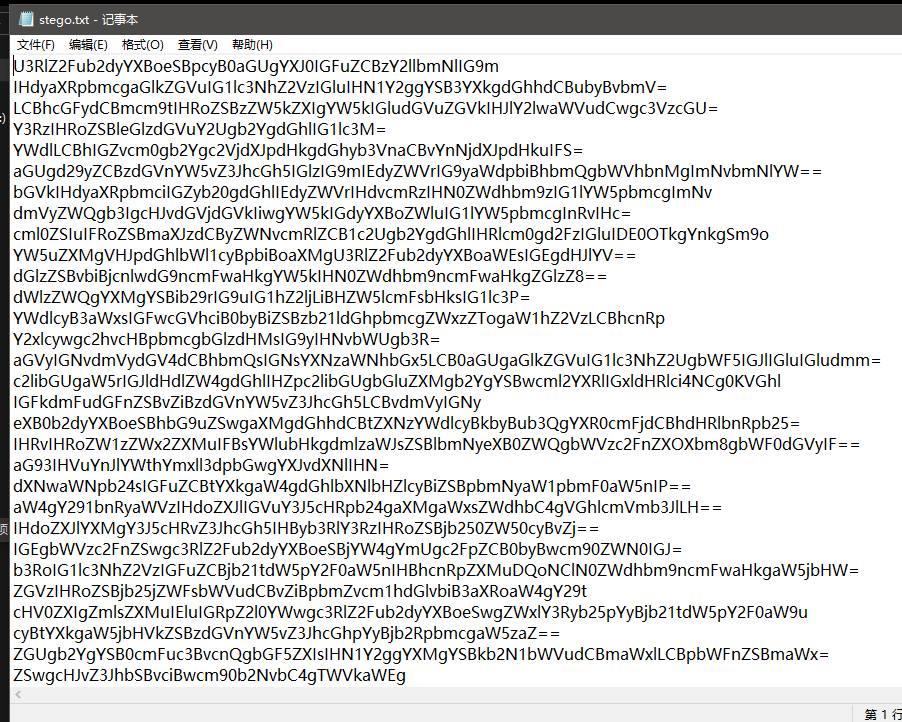 stego.txt - 记事本
文件(F) 编辑(E) 格式(O) 查看(V) 帮助(H)
U3RlZ2Fub2dyYXBoeSBpcyB0aGUgYXJ0IGFuZCBzY2llbmNlIG9m
IHdyaXRpbmcgaGlkZGVuIG1lc3NhZ2VzIGluIHN1Y2ggYSB3YXkgdGhhdCBubyBvbmV=
LCBhcGFydCBmcm9tIHRoZSBzZW5kZXIgYW5kIGludGVuZGVkIHJlY2lwaWVudCwgc3VzcGU=
Y3RzIHRoZSBleGlzdGVuY2Ugb2YgdGhlIG1lc3M=
YWdlLCBhIGZvcm0gb2Ygc2VjdXJpdHkgdGhyb3VnaCBvYnNjdXJpdHkuIFS=
aGUgd29yZCBzdGVnYW5vZ3JhcGh5IGlzIG9mIEdyZWVrIG9yaWdpbiBhbmQgbWVhbnMgImNvbmNlYW==
bGVkIHdyaXRpbmciIGZyb20gdGhlIEdyZWVrIHdvcmRzIHN0ZWdhbm9zIG1lYW5pbmcgImNv
dmVyZWQgb3IgcHJvdGVjdGVkIiwgYW5kIGdyYXBoZWluIG1lYW5pbmcgInRvIHc=
cml0ZSIuIFRoZSBmaXJzdCByZWNvcmRlZCB1c2Ugb2YgdGhlIHRlcm0gd2FzIGluIDE0OTkgYnkgSm9o
YW5uZXMgVHJpdGhlbWl1cyBpbiBoaXMgU3RlZ2Fub2dyYXBoaWEsIGEgdHJlYV==
dGlzZSBvbiBjcnlwdG9ncmFwaHkgYW5kIHN0ZWdhbm9ncmFwaHkgZGlzZ8==
dWlzZWQgYXMgYSBib29rIG9uIG1hZ2ljLiBHZW5lcmFsbHksIG1lc3P=
YWdlcyB3aWxsIGFwcGVhciB0byBiZSBzb21ldGhpbmcgZWxzZTogaW1hZ2VzLCBhcnRp
Y2xlcywgc2hvcHBpbmcgbGlzdHMsIG9yIHNvbWUgb3R=
aGVyIGNvdmVydGV4dCBhbmQsIGNsYXNzaWNhbGx5LCB0aGUgaGlkZGVuIG1lc3NhZ2UgbWF5IGJlIGluIGludmm=
c2libGUgaW5rIGJldHdlZW4gdGhlIHZpc2libGUgbGluZXMgb2YgYSBwcml2YXRlIGxldHRlci4NCg0KVGhl
IGFkdmFudGFnZSBvZiBzdGVnYW5vZ3JhcGh5LCBvdmVyIGNy
eXB0b2dyYXBoeSBhbG9uZSwgaXMgdGhhdCBtZXNzYWdlcyBkbyBub3QgYXR0cmFjdCBhdHRlbnRpb25=
IHRvIHRoZW1zZWx2ZXMuIFBsYWlubHkgdmlzaWJsZSBlbmNyeXB0ZWQgbWVzc2FnZXOXbm8gbWF0dGVyIF==
aG93IHVuYnJlYWthYmxll3dpbGwgYXJvdXNlIHN=
dXNwaWNpb24sIGFuZCBtYXkgaW4gdGhlbXNlbHZlcyBiZSBpbmNyaW1pbmF0aW5nIP==
aW4gY291bnRyaWVzIHdoZXJlIGVuY3J5cHRpb24gaXMgaWxsZWdhbC4gVGhlcmVmb3JlLH==
IHdoZXJlYXMgY3J5cHRvZ3JhcGh5IHByb3RlY3RzIHRoZSBjb250ZW50cyBvZj==
IGEgbWVzc2FnZSwgc3RlZ2Fub2dyYXBoeSBjYW4gYmUgc2FpZCB0byBwcm90ZWN0IGJ=
b3RoIG1lc3NhZ2VzIGFuZCBjb21tdW5pY2F0aW5nIHBhcnRpZXMuDQoNClN0ZWdhbm9ncmFwaHkgaW5jbHW=
ZGVzIHRoZSBjb25jZWFsbWVudCBvZiBpbmZvcm1hdGlvbiB3aXRoaW4gY29t
cHV0ZXIgZmlsZXMuIEluIGRpZ2l0YWwgc3RlZ2Fub2dyYXBoeSwgZWxlY3Ryb25pYyBjb21tdW5pY2F0aW9u
cyBtYXkgaW5jbHVkZSBzdGVnYW5vZ3JhcGhpYyBjb2RpbmcgaW5zaZ==
ZGUgb2YgYSB0cmFuc3BvcnQgbGF5ZXIsIHN1Y2ggYXMgYSBkb2N1bWVudCBmaWxlLCBpbWFnZSBmaWx=
ZSwgcHJvZ3JhbSBvciBwcm90b2NvbC4gTWVkaWEg
第 1 行